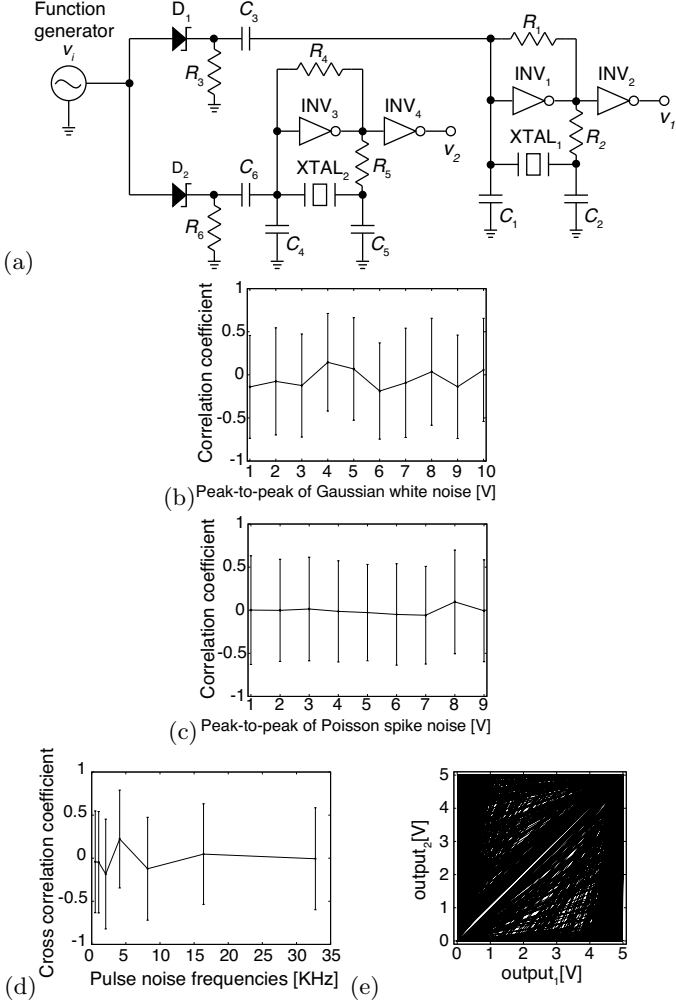 Function generator
v_i
D_1
C_3
R_3
R_4
INV_3
INV_4
v_2
XTAL_2
R_5
C_4
C_5
D_2
C_6
R_6
R_1
INV_1
INV_2
v_1
XTAL_1
R_2
C_1
C_2
(a)
Correlation coefficient
1
0.5
0
-0.5
-1
1 2 3 4 5 6 7 8 9 10
Peak-to-peak of Gaussian white noise [V]
(b)
Correlation coefficient
1
0.5
0
-0.5
-1
1 2 3 4 5 6 7 8 9
Peak-to-peak of Poisson spike noise [V]
(c)
Cross correlation coefficient
1
0.5
0
-0.5
-1
0 5 10 15 20 25 30 35
Pulse noise frequencies [KHz]
(d)
output_2[V]
5
4
3
2
1
0
0 1 2 3 4 5
output_1[V]
(e)